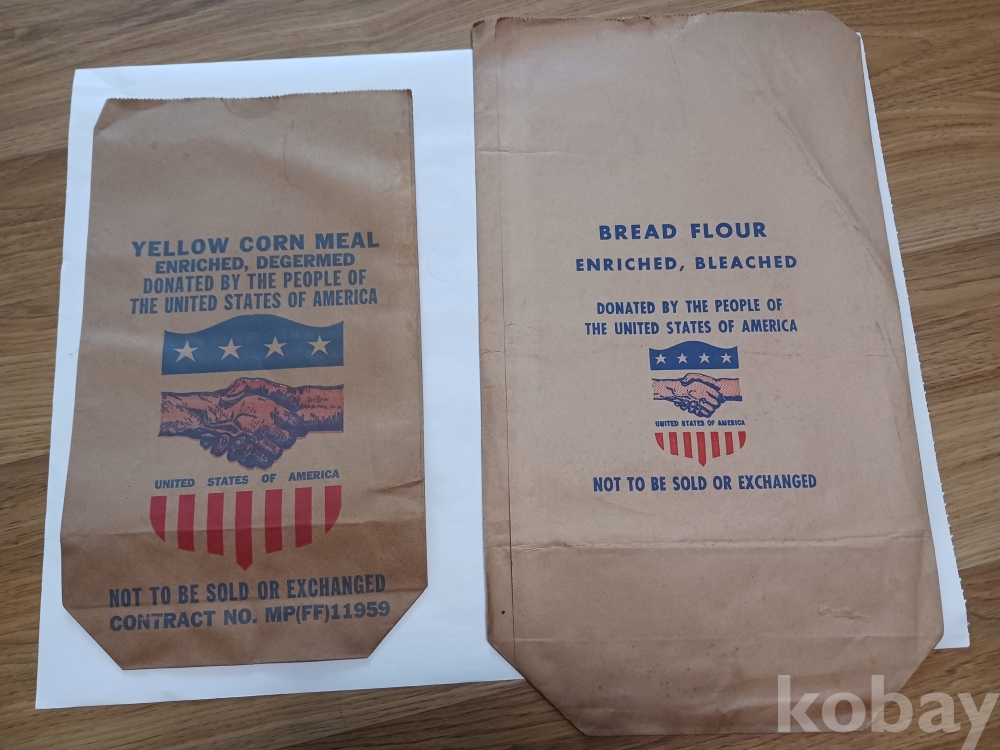 YELLOW CORN MEAL
ENRICHED, DEGERMED
DONATED BY THE PEOPLE OF
THE UNITED STATES OF AMERICA
UNITED STATES OF AMERICA
NOT TO BE SOLD OR EXCHANGED
CONTRACT NO. MP(FF)11959
BREAD FLOUR
ENRICHED, BLEACHED
DONATED BY THE PEOPLE OF
THE UNITED STATES OF AMERICA
UNITED STATES OF AMERICA
NOT TO BE SOLD OR EXCHANGED
kobay